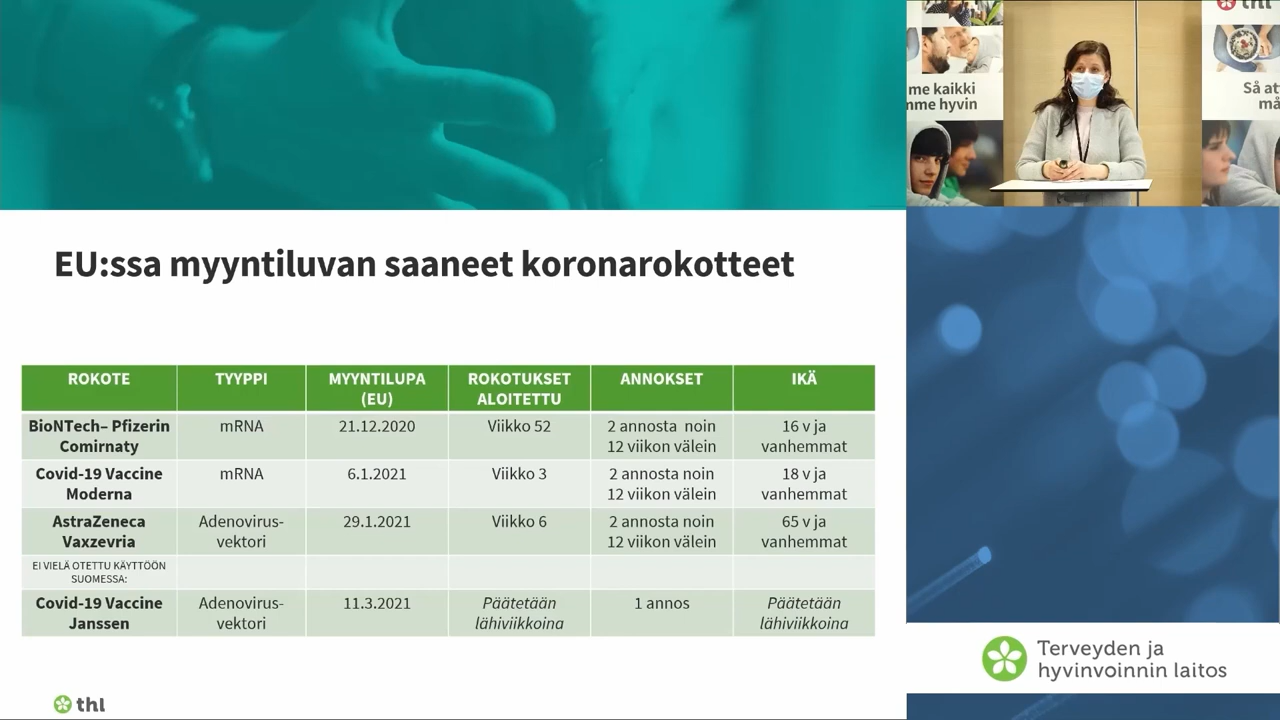 thl
me kaikki
mme hyvin
Så at
må
EU:ssa myyntiluvan saaneet koronarokotteet
ROKOTE TYYPPI MYYNTILUPA (EU) ROKOTUKSET ALOITETTU ANNOKSET IKÄ
BioNTech– Pfizerin Comirnaty mRNA 21.12.2020 Viikko 52 2 annosta noin 12 viikon välein 16 v ja vanhemmat
Covid-19 Vaccine Moderna mRNA 6.1.2021 Viikko 3 2 annosta noin 12 viikon välein 18 v ja vanhemmat
AstraZeneca Vaxzevria Adenovirus-vektori 29.1.2021 Viikko 6 2 annosta noin 12 viikon välein 65 v ja vanhemmat
EI VIELÄ OTETTU KÄYTTÖÖN SUOMESSA:
Covid-19 Vaccine Janssen Adenovirus-vektori 11.3.2021 Päätetään lähiviikkoina 1 annos Päätetään lähiviikkoina
Terveyden ja
hyvinvoinnin laitos
thl